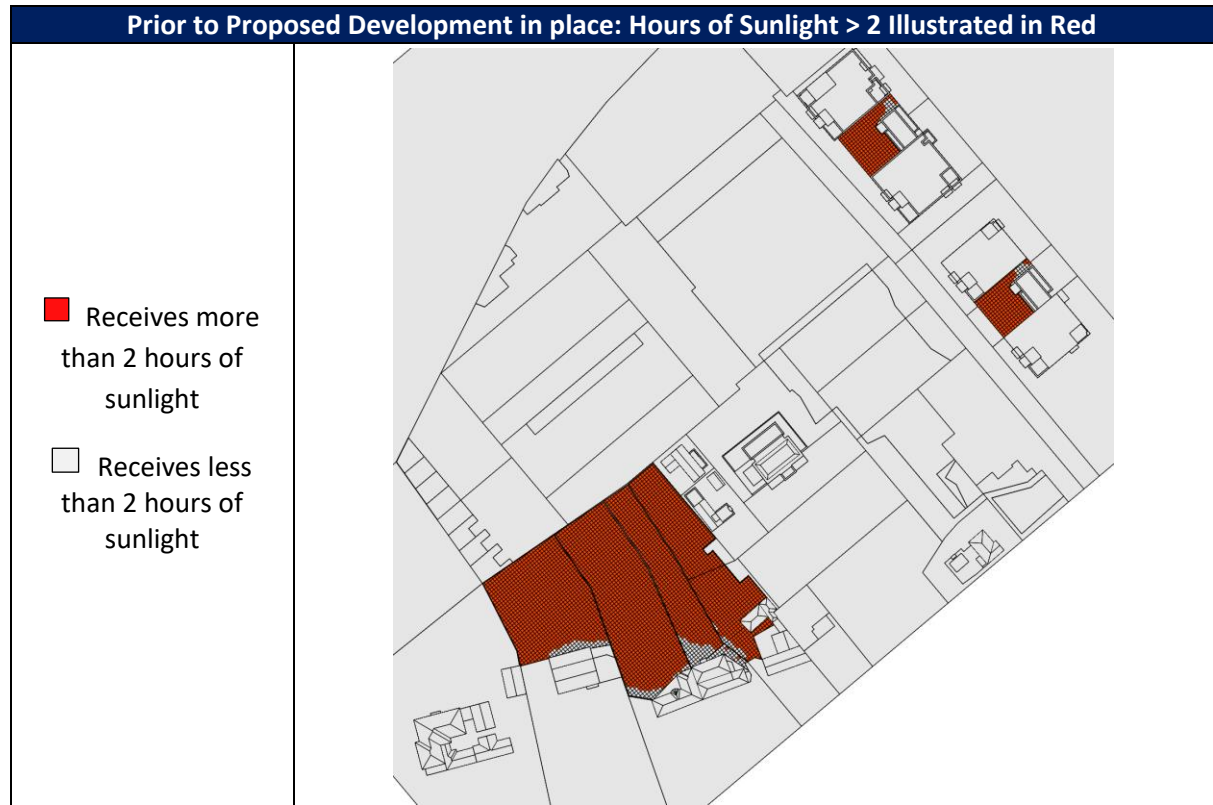 Prior to Proposed Development in place: Hours of Sunlight > 2 Illustrated in Red
Receives more
than 2 hours of
sunlight
Receives less
than 2 hours of
sunlight